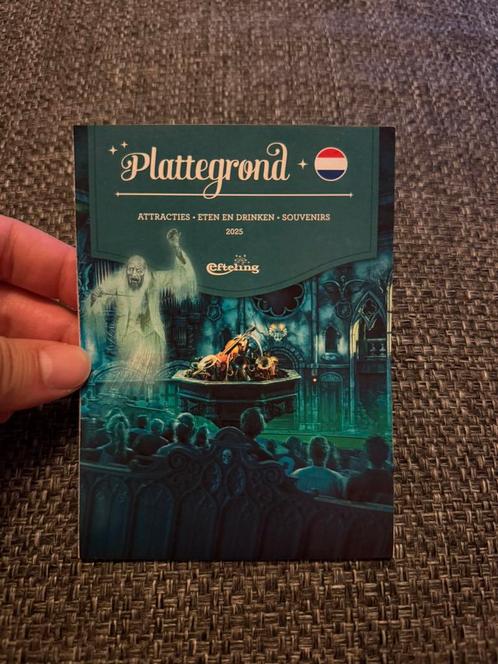 Plattegrond
ATTRACTIES • ETEN EN DRINKEN • SOUVENIRS
2025
Efteling